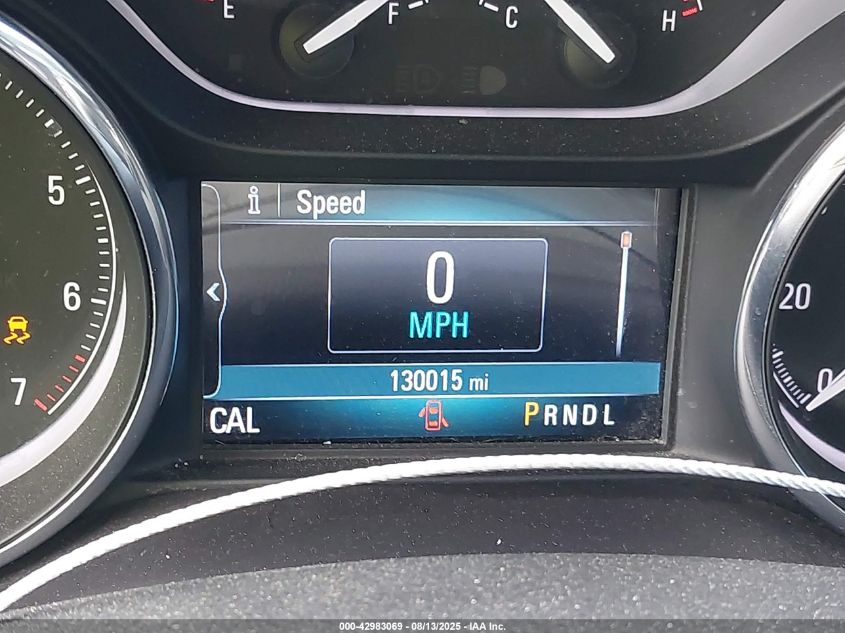 E F C H
5
6
7
i Speed
0
MPH
130015 mi
CAL PRNDL
20
0
000-42983069 - 08/13/2025 - IAA Inc.